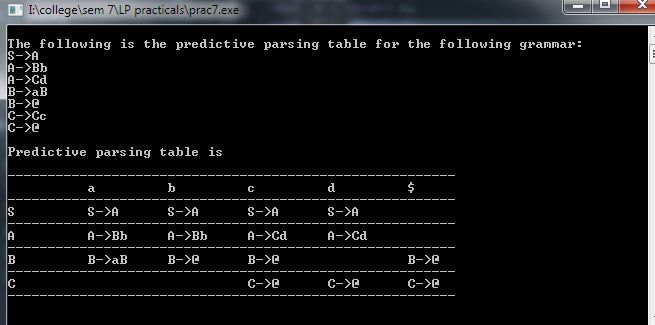 I:\college\sem 7\LP practicals\prac7.exe
The following is the predictive parsing table for the following grammar:
S->A
A->Bb
A->Cd
B->aB
B->@
C->Cc
C->@
Predictive parsing table is
a b c d $
S S->A S->A S->A S->A
A A->Bb A->Bb A->Cd A->Cd
B B->aB B->@ B->@ B->@
C C->@ C->@ C->@